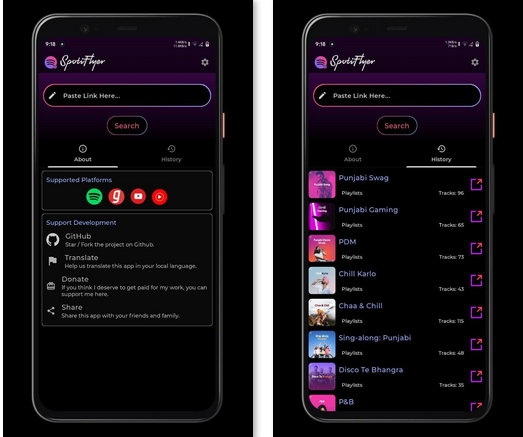 9:18
SpotiFlyer
Paste Link Here...
Search
About
History
Supported Platforms
Support Development
GitHub
Star / Fork the project on Github.
Translate
Help us translate this app in your local language.
Donate
If you think I deserve to get paid for my work, you can
support me here.
Share
Share this app with your friends and family.
9:18
SpotiFlyer
Paste Link Here...
Search
About
History
Punjabi Swag
Playlists
Tracks: 96
Punjabi Gaming
Playlists
Tracks: 65
PDM
Playlists
Tracks: 73
Chill Karlo
Playlists
Tracks: 43
Chaa & Chill
Playlists
Tracks: 115
Sing-along: Punjabi
Playlists
Tracks: 48
Disco Te Bhangra
Playlists
Tracks: 35
P&B